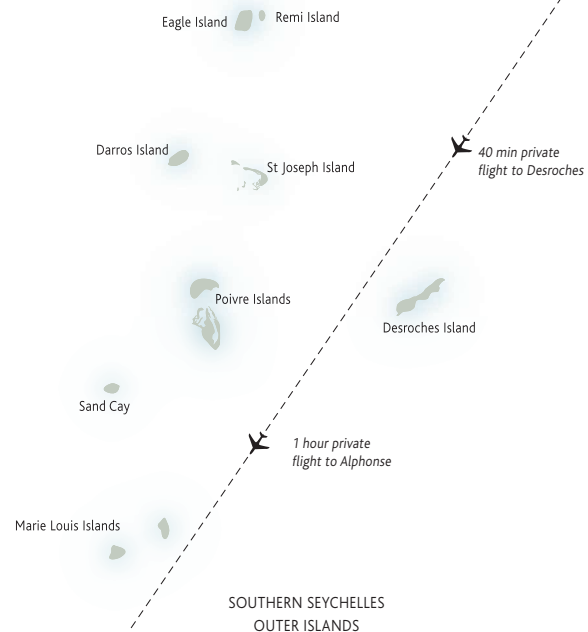 Eagle Island
Remi Island
Darros Island
St Joseph Island
40 min private
flight to Desroches
Poivre Islands
Desroches Island
Sand Cay
1 hour private
flight to Alphonse
Marie Louis Islands
SOUTHERN SEYCHELLES
OUTER ISLANDS